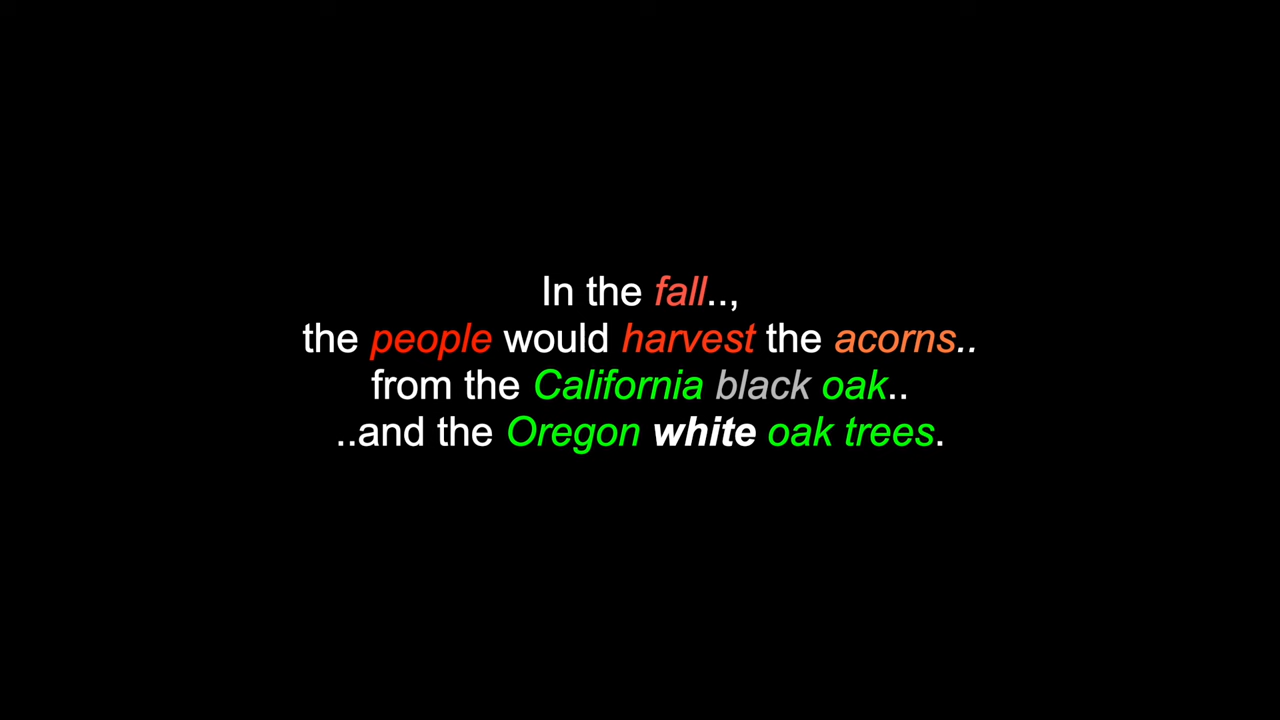 In the fall..,
the people would harvest the acorns..
from the California black oak..
..and the Oregon white oak trees.